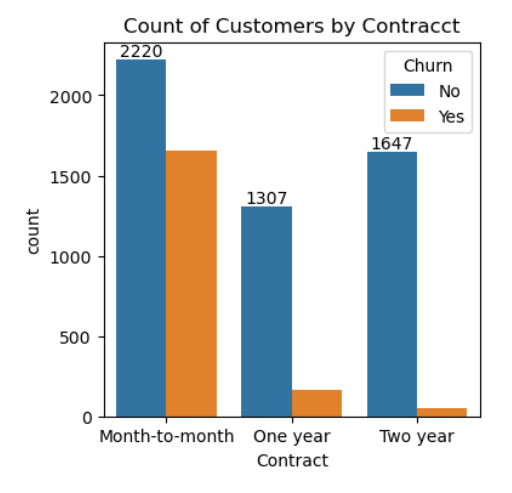 Count of Customers by Contracct
2220
Churn
No
Yes
1307
1647
2000
1500
1000
500
0
count
Month-to-month
One year
Two year
Contract